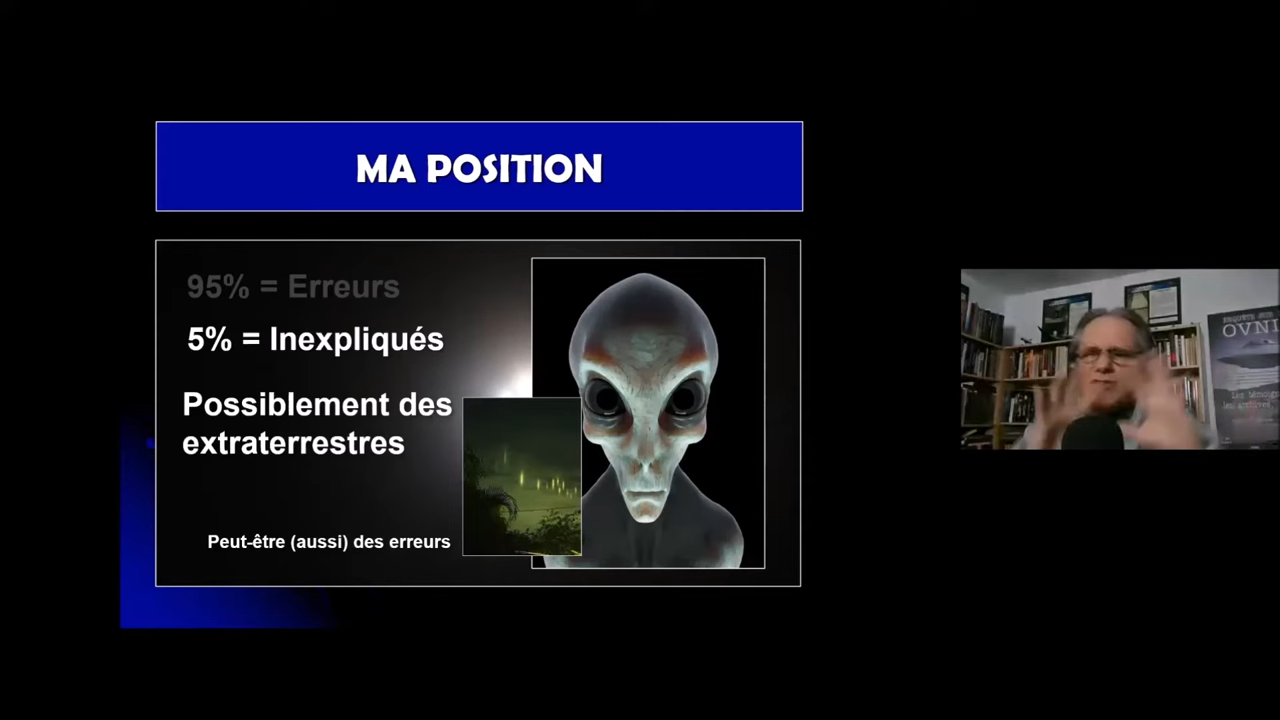 MA POSITION
95% = Erreurs
5% = Inexpliqués
Possiblement des
extraterrestres
Peut-être (aussi) des erreurs
OVNI